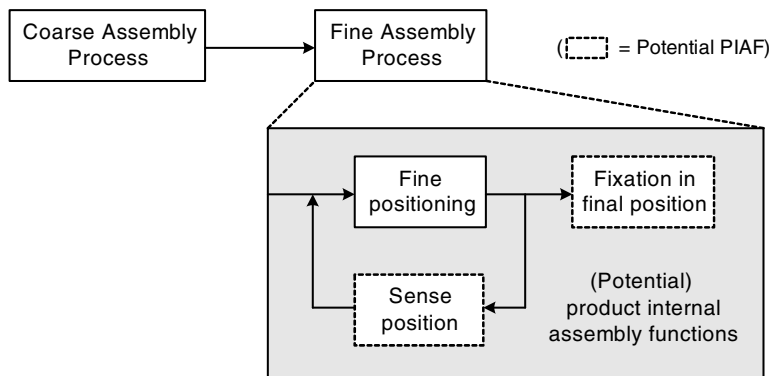 Coarse Assembly
Process
Fine Assembly
Process
( = Potential PIAF)
Fine
positioning
Fixation in
final position
Sense
position
(Potential)
product internal
assembly functions